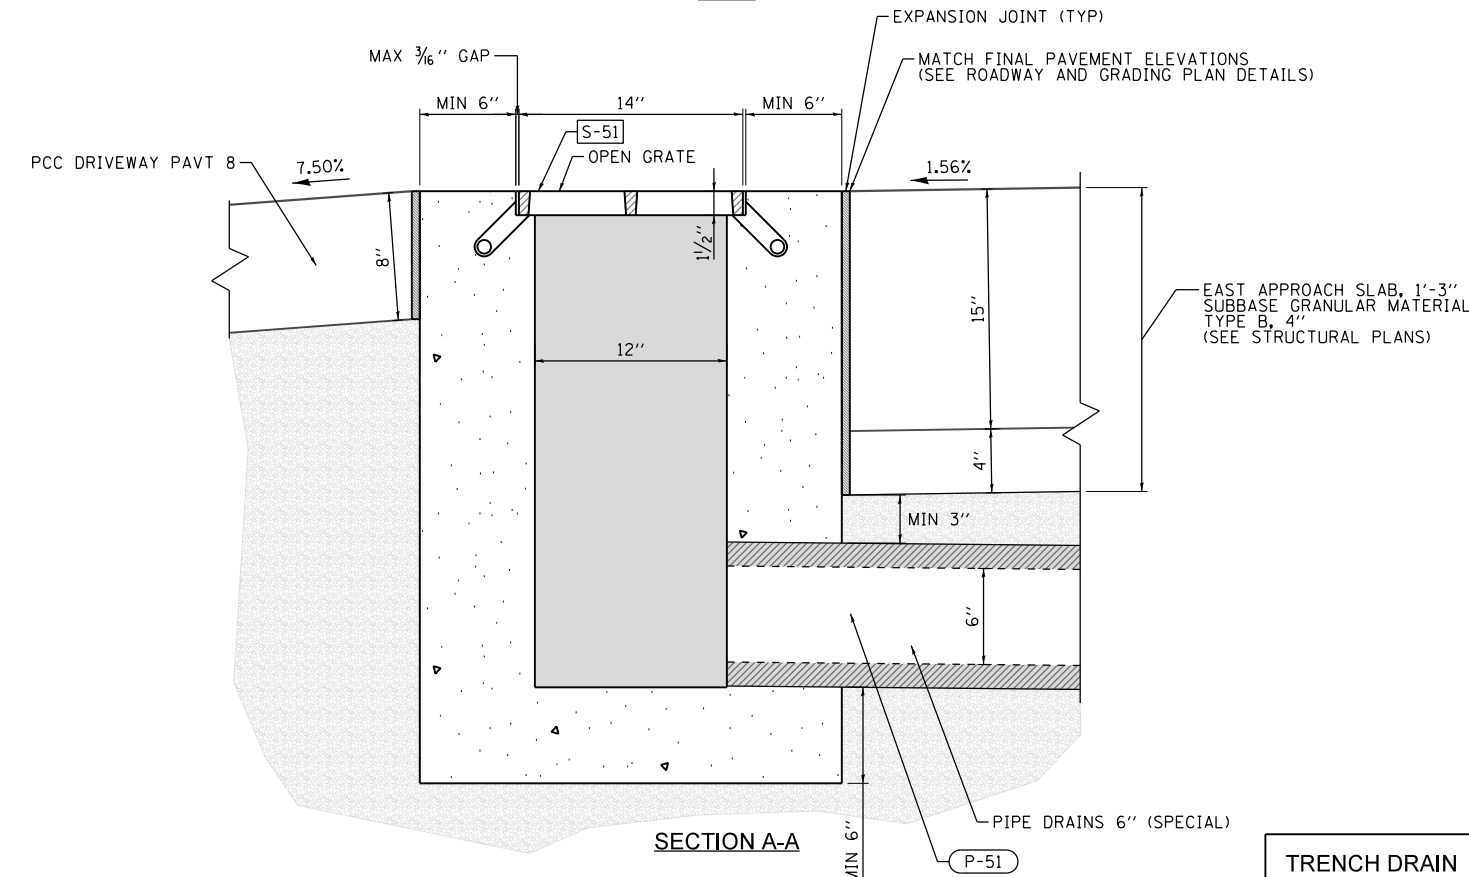 EXPANSION JOINT (TYP)
MAX 3/16" GAP
MATCH FINAL PAVEMENT ELEVATIONS
(SEE ROADWAY AND GRADING PLAN DETAILS)
MIN 6"
14"
MIN 6"
S-51
OPEN GRATE
PCC DRIVEWAY PAVT 8
7.50%
1.56%
8"
1 1/2"
15"
EAST APPROACH SLAB, 1'-3"
SUBBASE GRANULAR MATERIAL
TYPE B, 4"
(SEE STRUCTURAL PLANS)
12"
4"
MIN 3"
6"
PIPE DRAINS 6" (SPECIAL)
SECTION A-A
MIN 6"
P-51
TRENCH DRAIN